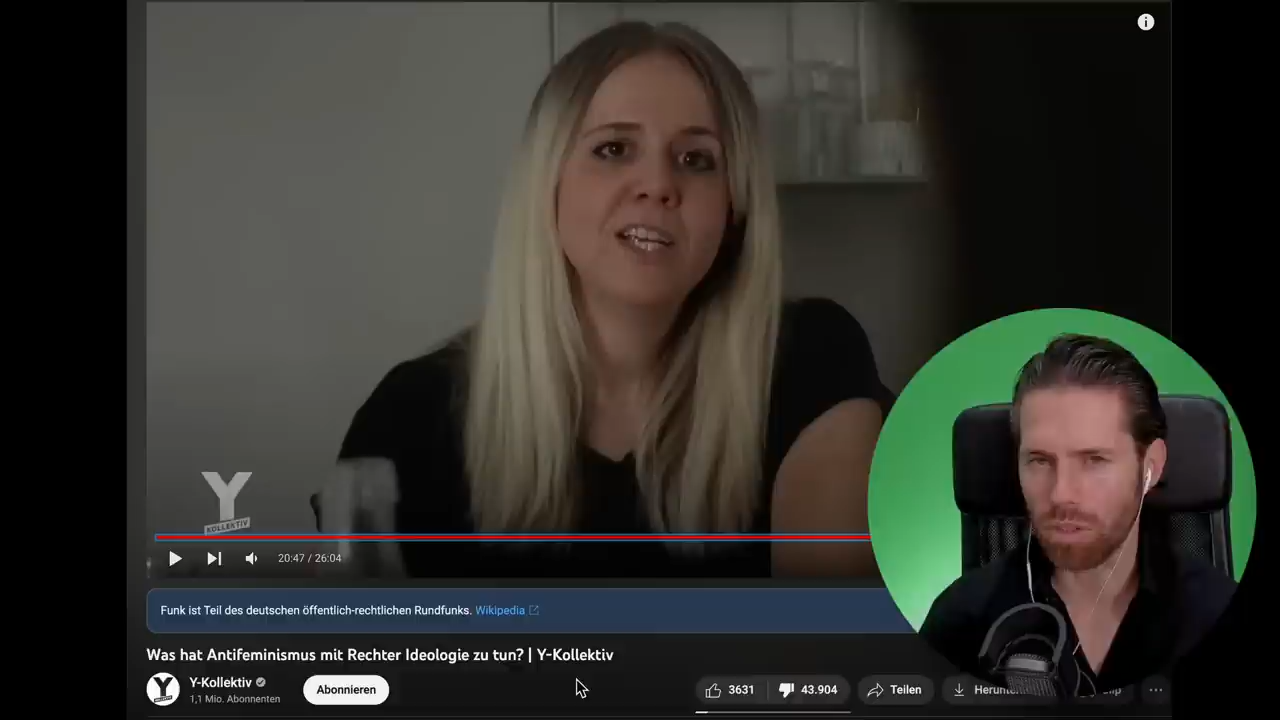 Y
KOLLEKTIV
20:47 / 26:04
Funk ist Teil des deutschen öffentlich-rechtlichen Rundfunks. Wikipedia
Was hat Antifeminismus mit Rechter Ideologie zu tun? | Y-Kollektiv
Y-Kollektiv
1,1 Mio. Abonnenten
Abonnieren
3631
43.904
Teilen